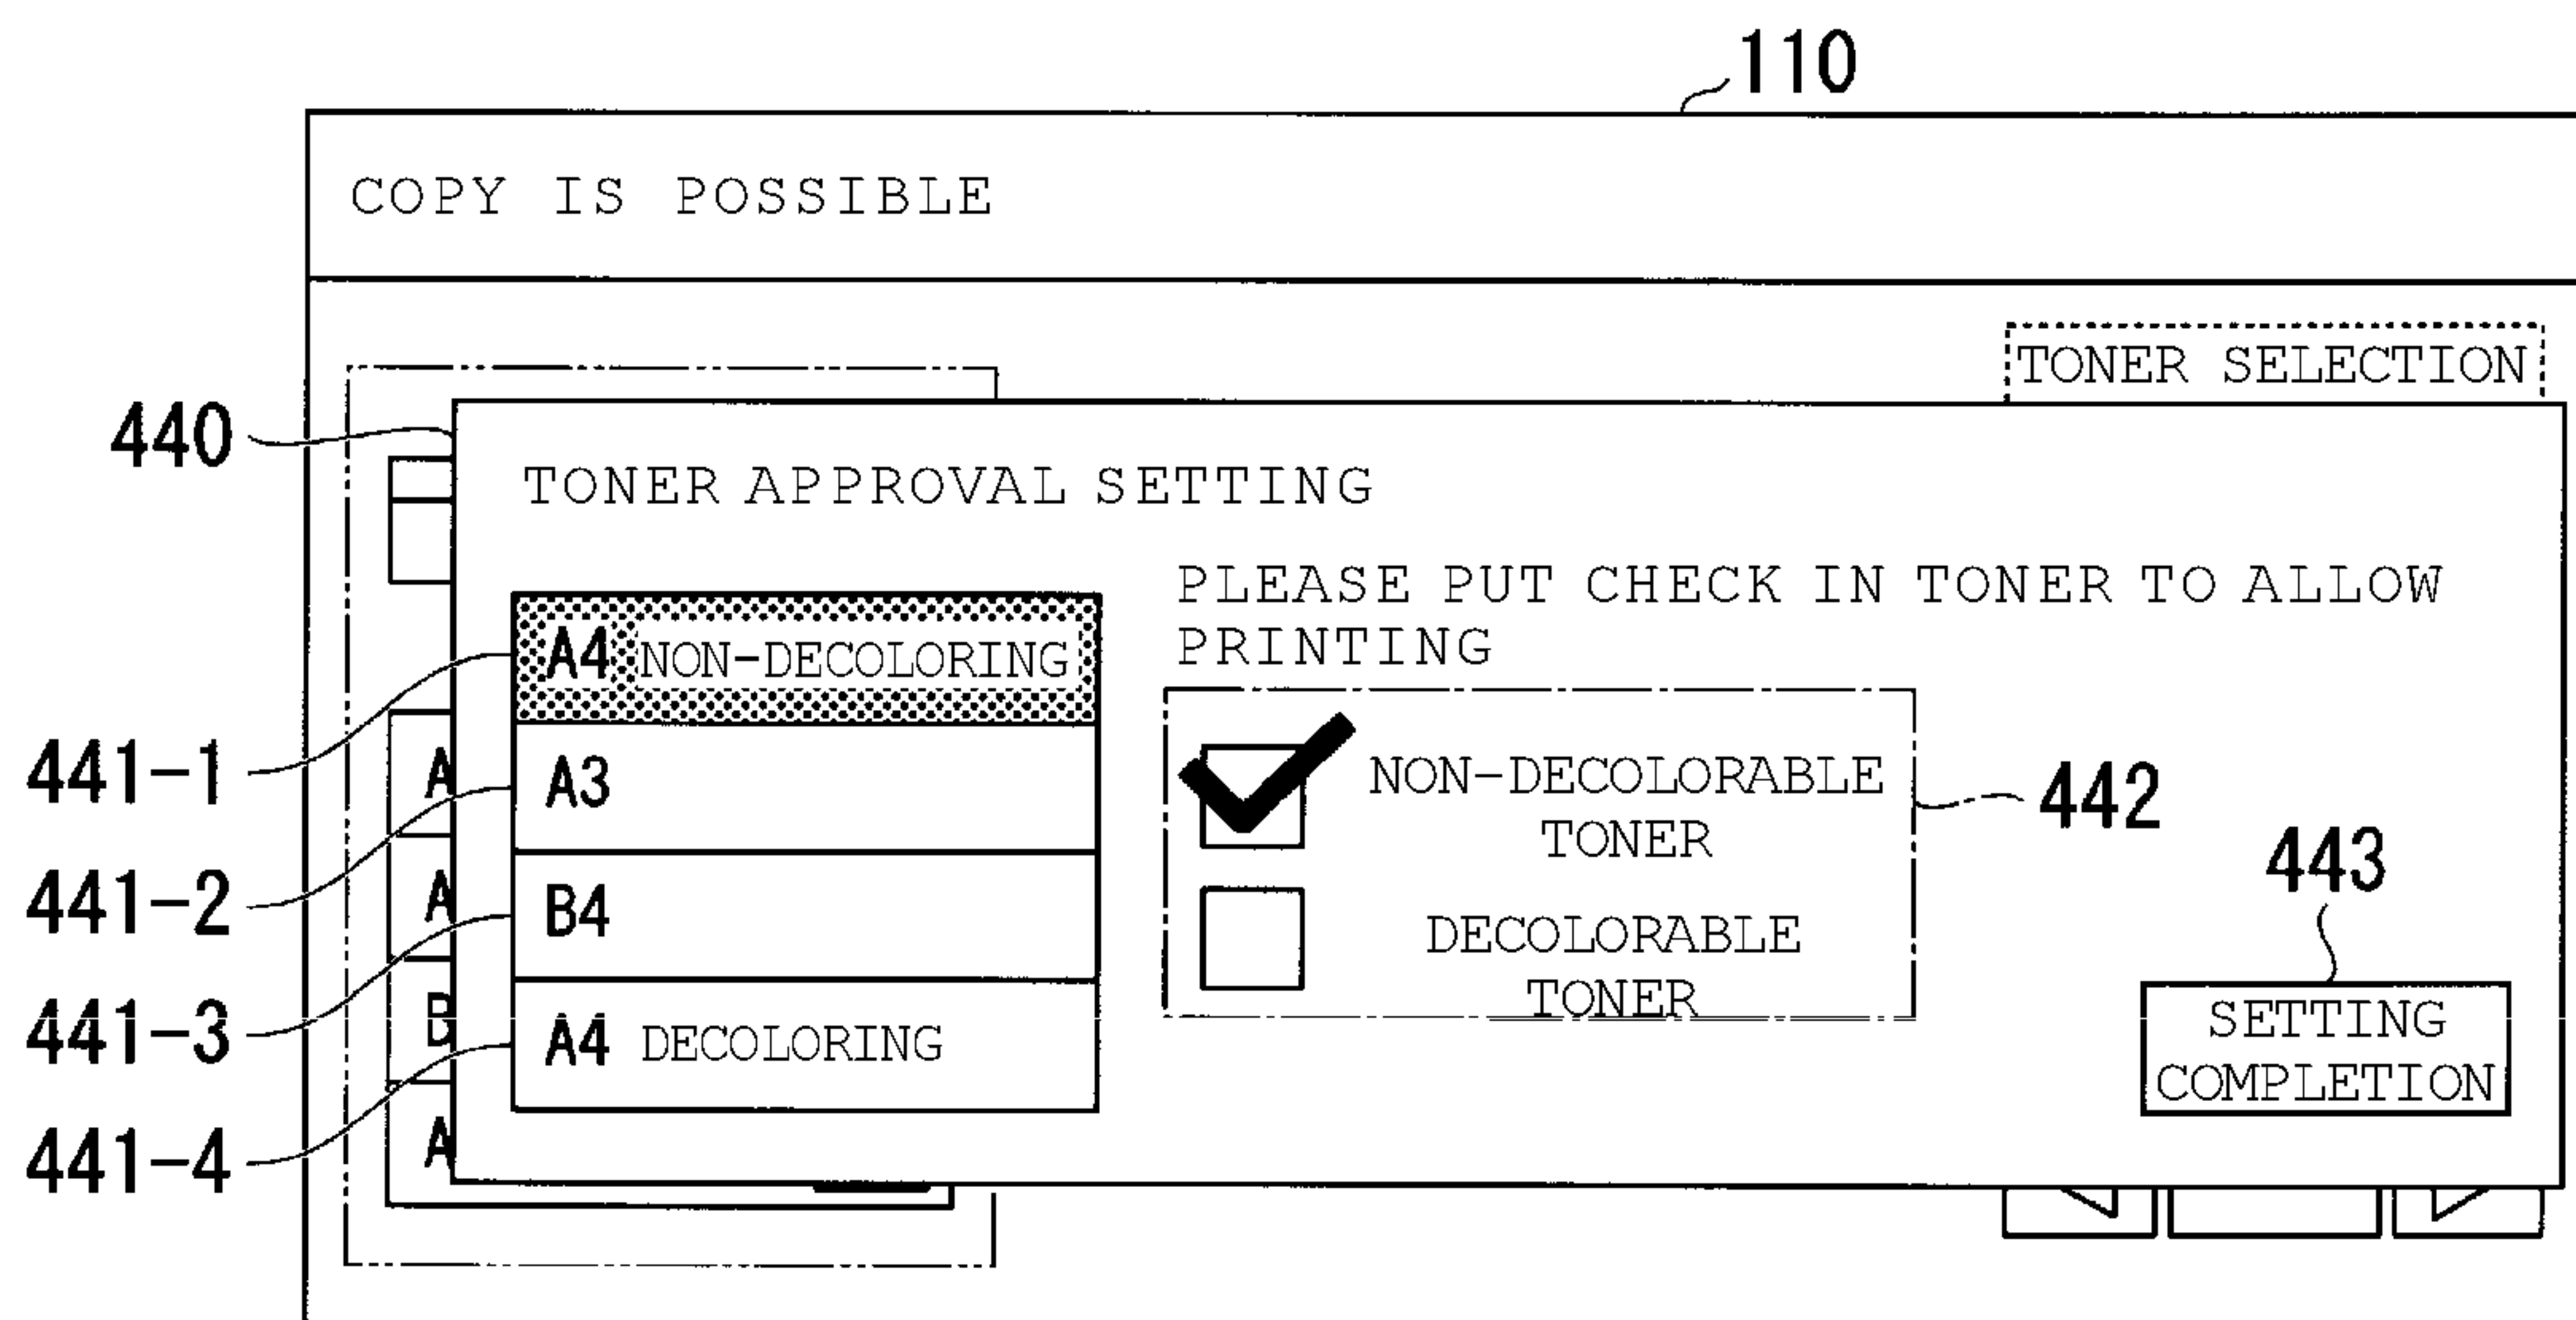 110
COPY IS POSSIBLE
TONER SELECTION
440
TONER APPROVAL SETTING
PLEASE PUT CHECK IN TONER TO ALLOW
PRINTING
A4 NON-DECOLORING
441-1
A3
NON-DECOLORABLE
TONER
442
A
441-2
B4
DECOLORABLE
TONER
443
A
441-3
A4 DECOLORING
SETTING
COMPLETION
B
441-4
A